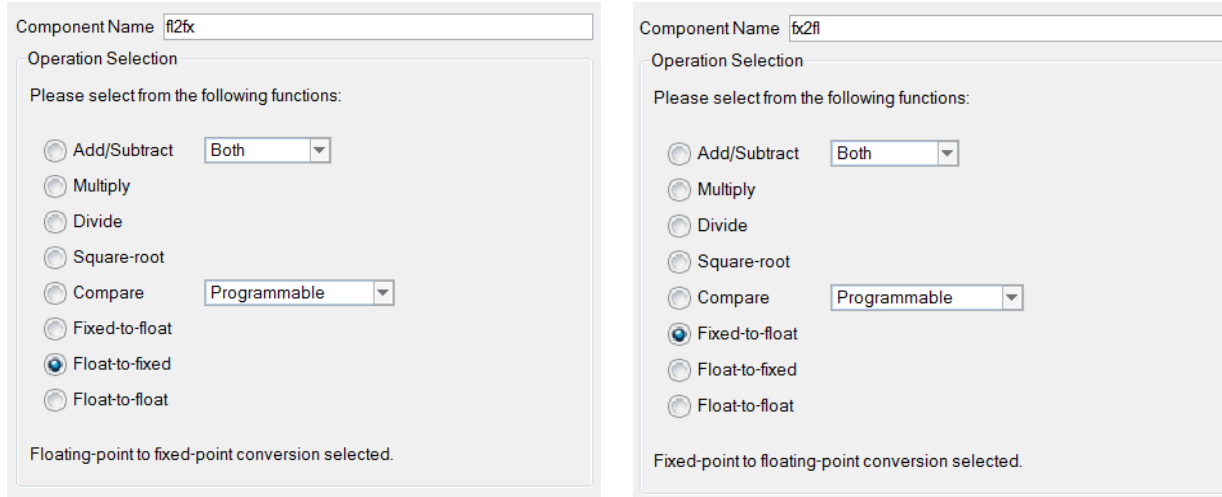 Component Name fl2fx
Operation Selection
Please select from the following functions:
Add/Subtract Both
Multiply
Divide
Square-root
Compare Programmable
Fixed-to-float
Float-to-fixed
Float-to-float
Floating-point to fixed-point conversion selected.
Component Name fx2fl
Operation Selection
Please select from the following functions:
Add/Subtract Both
Multiply
Divide
Square-root
Compare Programmable
Fixed-to-float
Float-to-fixed
Float-to-float
Fixed-point to floating-point conversion selected.